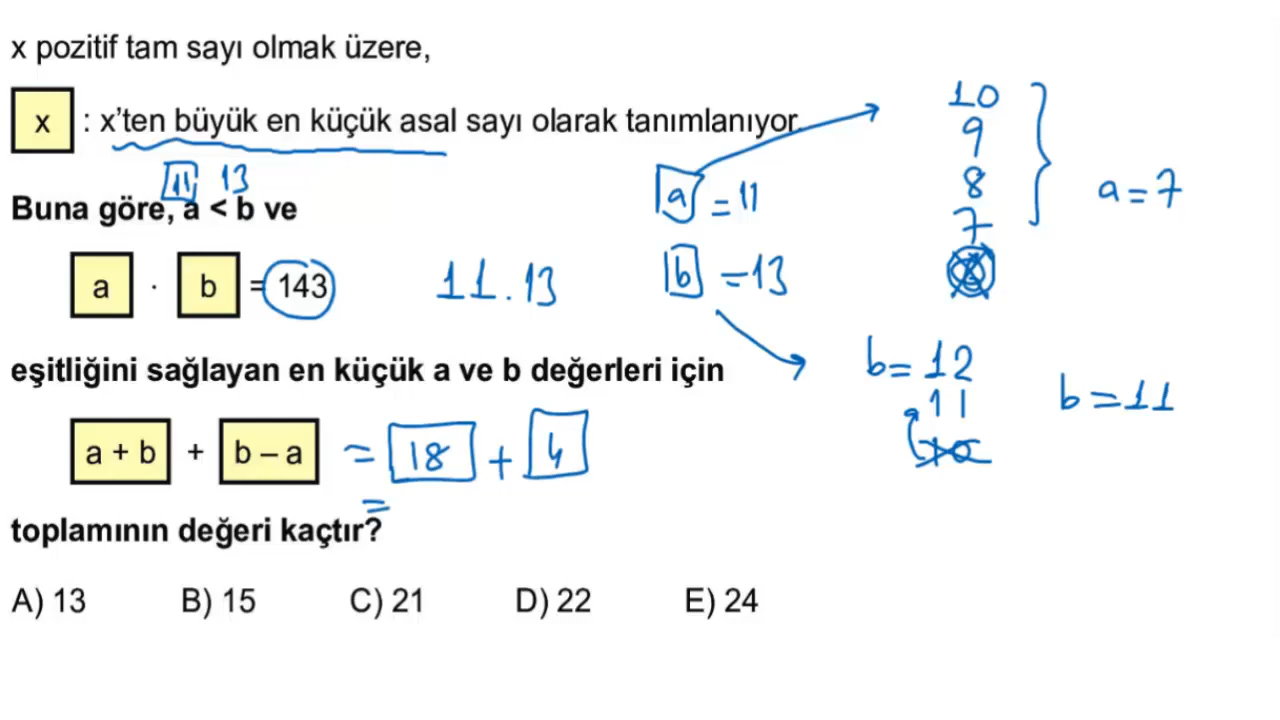 x pozitif tam sayı olmak üzere,
x : x'ten büyük en küçük asal sayı olarak tanımlanıyor.
11 13
Buna göre, a < b ve
a · b = 143
11.13
eşitliğini sağlayan en küçük a ve b değerleri için
a + b + b – a = 18 + 4
=
toplamının değeri kaçtır?
A) 13 B) 15 C) 21 D) 22 E) 24
a = 11
b = 13
10
9
8
7
a = 7
b = 12
11
10
b = 11